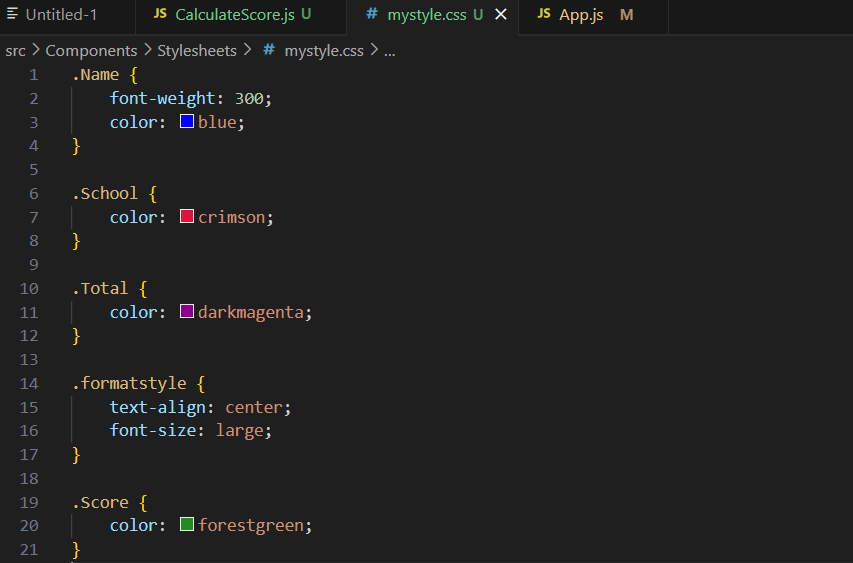 Untitled-1 JS CalculateScore.js U # mystyle.css U JS App.js M
src > Components > Stylesheets > # mystyle.css > ...
1 .Name {
2 font-weight: 300;
3 color: blue;
4 }
5
6 .School {
7 color: crimson;
8 }
9
10 .Total {
11 color: darkmagenta;
12 }
13
14 .formatstyle {
15 text-align: center;
16 font-size: large;
17 }
18
19 .Score {
20 color: forestgreen;
21 }